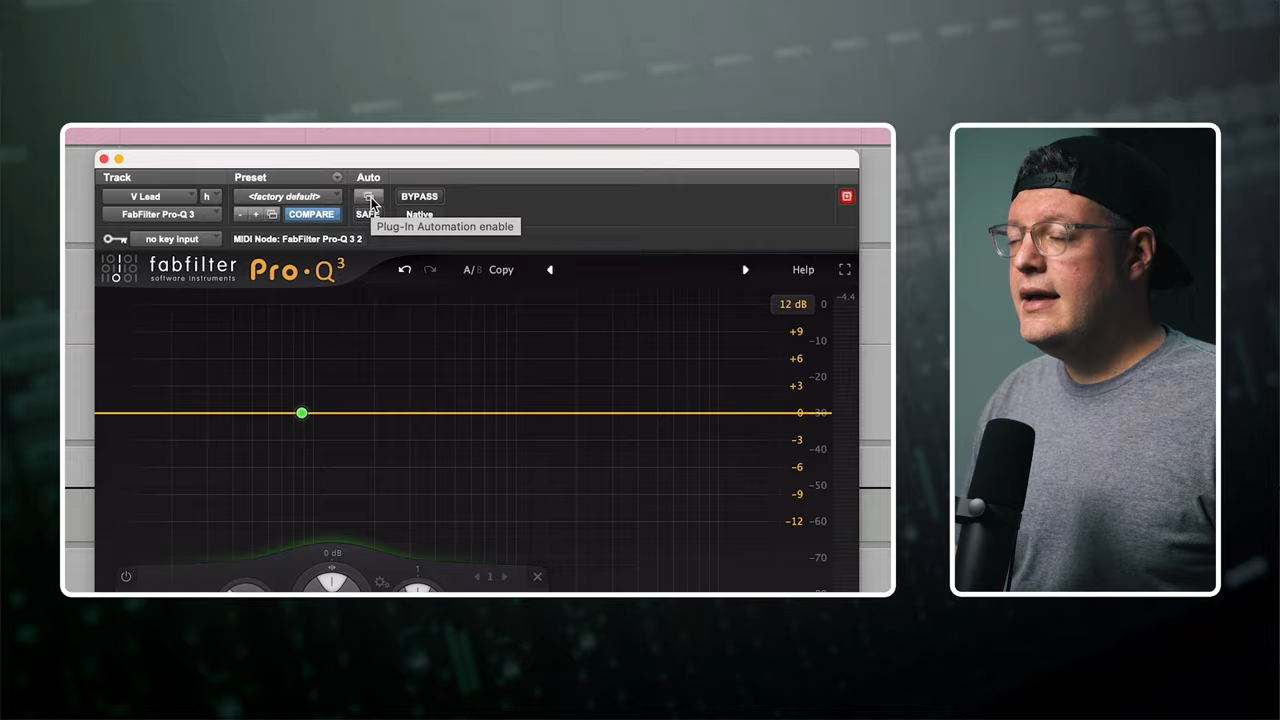 Track
Preset
Auto
V Lead
h
<factory default>
BYPASS
FabFilter Pro-Q 3
- +
COMPARE
SAFE
Native
Plug-In Automation enable
no key input
MIDI Node: FabFilter Pro-Q 3 2
fabfilter
software instruments
Pro·Q³
A/B Copy
Help
12 dB
0
-4.4
+9
-10
+6
-20
+3
0
-30
-3
-40
-6
-50
-9
-12
-60
-70
0 dB
1
1